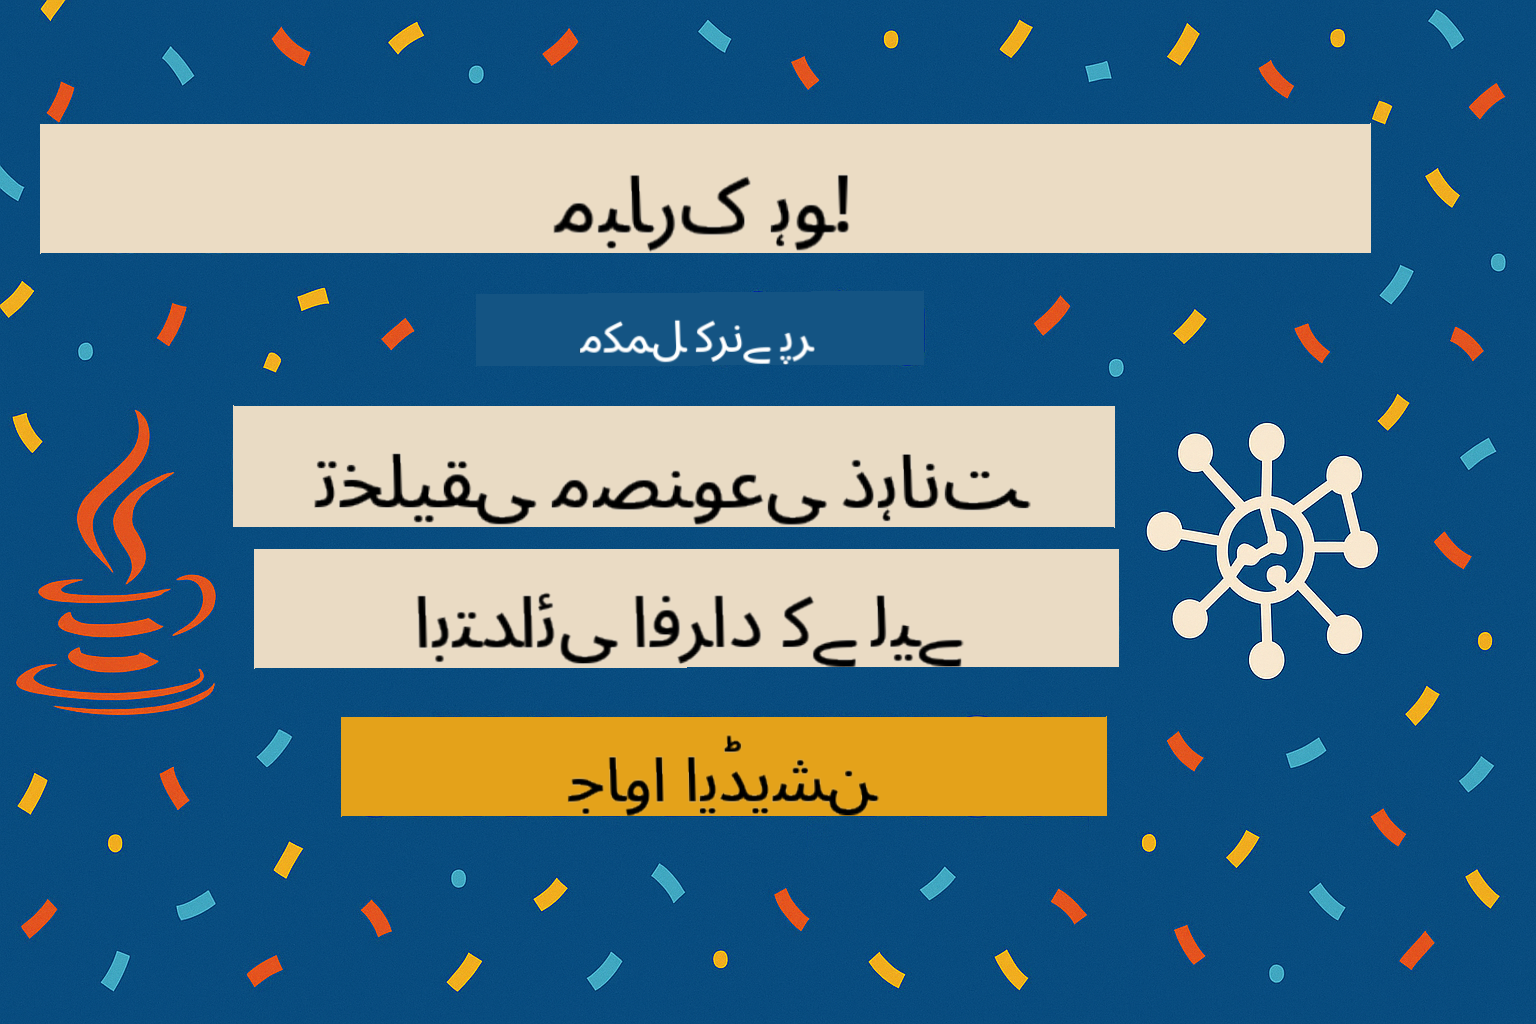 مبارک ہو!
مکمل کرنے پر
تخلیقی مصنوعی ذہانت
ابتدائی افراد کے لیے
جاوا ایڈیشن